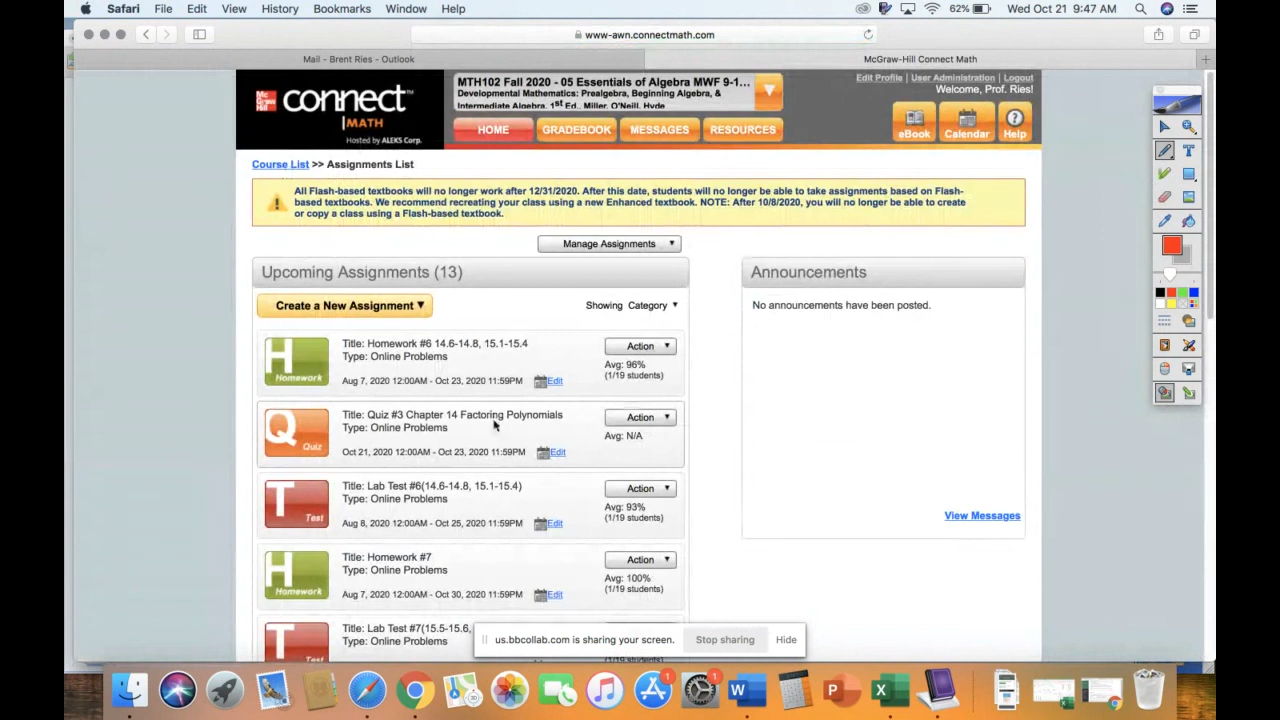 Safari File Edit View History Bookmarks Window Help 62% Wed Oct 21 9:47 AM
www-awn.connectmath.com
Mail - Brent Ries - Outlook McGraw-Hill Connect Math
Mc Graw Hill connect MATH
Hosted by ALEKS Corp.
MTH102 Fall 2020 - 05 Essentials of Algebra MWF 9-1...
Developmental Mathematics: Prealgebra, Beginning Algebra, &
Intermediate Algebra, 1st Ed., Miller, O'Neill, Hyde
Edit Profile | User Administration | Logout
Welcome, Prof. Ries!
HOME GRADEBOOK MESSAGES RESOURCES
eBook Calendar Help
Course List >> Assignments List
All Flash-based textbooks will no longer work after 12/31/2020. After this date, students will no longer be able to take assignments based on Flash-
based textbooks. We recommend recreating your class using a new Enhanced textbook. NOTE: After 10/8/2020, you will no longer be able to create
or copy a class using a Flash-based textbook.
Manage Assignments
Upcoming Assignments (13)
Create a New Assignment Showing Category
H Homework
Title: Homework #6 14.6-14.8, 15.1-15.4
Type: Online Problems
Aug 7, 2020 12:00AM - Oct 23, 2020 11:59PM Edit
Action
Avg: 96%
(1/19 students)
Q Quiz
Title: Quiz #3 Chapter 14 Factoring Polynomials
Type: Online Problems
Oct 21, 2020 12:00AM - Oct 23, 2020 11:59PM Edit
Action
Avg: N/A
T Test
Title: Lab Test #6(14.6-14.8, 15.1-15.4)
Type: Online Problems
Aug 8, 2020 12:00AM - Oct 25, 2020 11:59PM Edit
Action
Avg: 93%
(1/19 students)
H Homework
Title: Homework #7
Type: Online Problems
Aug 7, 2020 12:00AM - Oct 30, 2020 11:59PM Edit
Action
Avg: 100%
(1/19 students)
T Test
Title: Lab Test #7(15.5-15.6,
Type: Online Problems
Announcements
No announcements have been posted.
View Messages
us.bbcollab.com is sharing your screen. Stop sharing Hide